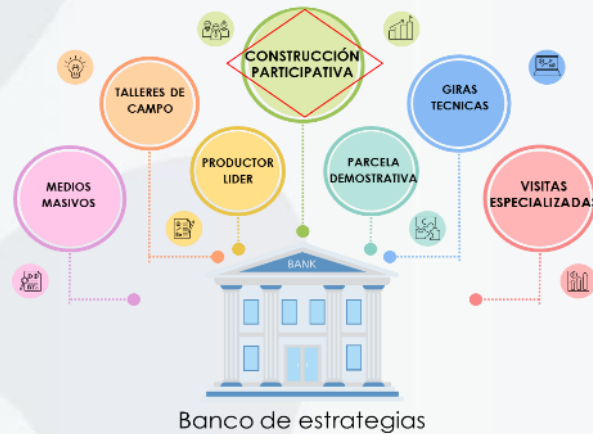 CONSTRUCCIÓN
PARTICIPATIVA
TALLERES DE
CAMPO
GIRAS
TECNICAS
PRODUCTOR
LIDER
PARCELA
DEMOSTRATIVA
MEDIOS
MASIVOS
VISITAS
ESPECIALIZADAS
BANK
Banco de estrategias